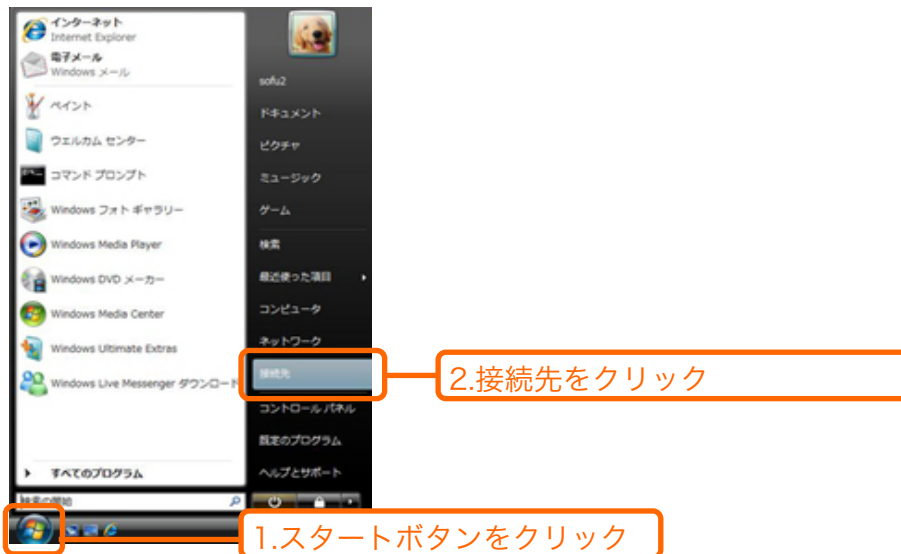 インターネット
Internet Explorer
電子メール
Windows メール
ペイント
ウェルカム センター
コマンド プロンプト
Windows フォト ギャラリー
Windows Media Player
Windows DVD メーカー
Windows Media Center
Windows Ultimate Extras
Windows Live Messenger ダウンロード
すべてのプログラム
検索の開始
sofu2
ドキュメント
ピクチャ
ミュージック
ゲーム
検索
最近使った項目
コンピュータ
ネットワーク
接続先
コントロール パネル
既定のプログラム
ヘルプとサポート
2.接続先をクリック
1.スタートボタンをクリック